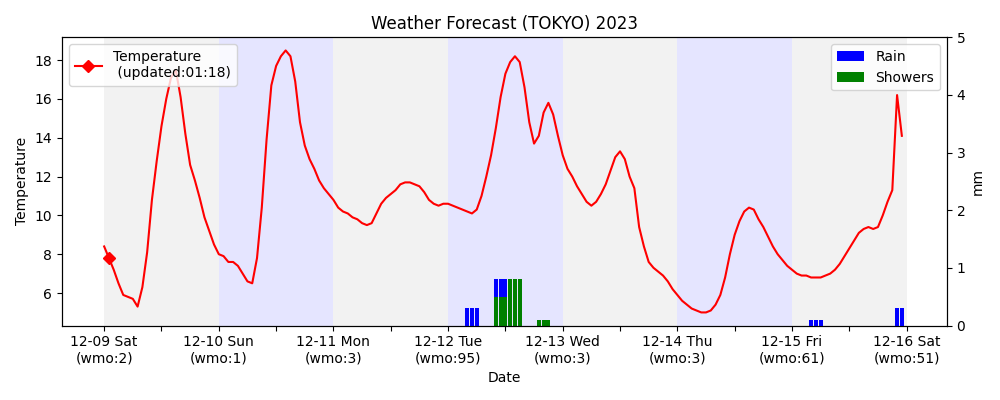 Weather Forecast (TOKYO) 2023
Temperature
(updated:01:18)
Rain
Showers
18
16
14
12
10
8
6
Temperature
5
4
3
2
1
0
mm
12-09 Sat
(wmo:2)
12-10 Sun
(wmo:1)
12-11 Mon
(wmo:3)
12-12 Tue
(wmo:95)
12-13 Wed
(wmo:3)
12-14 Thu
(wmo:3)
12-15 Fri
(wmo:61)
12-16 Sat
(wmo:51)
Date